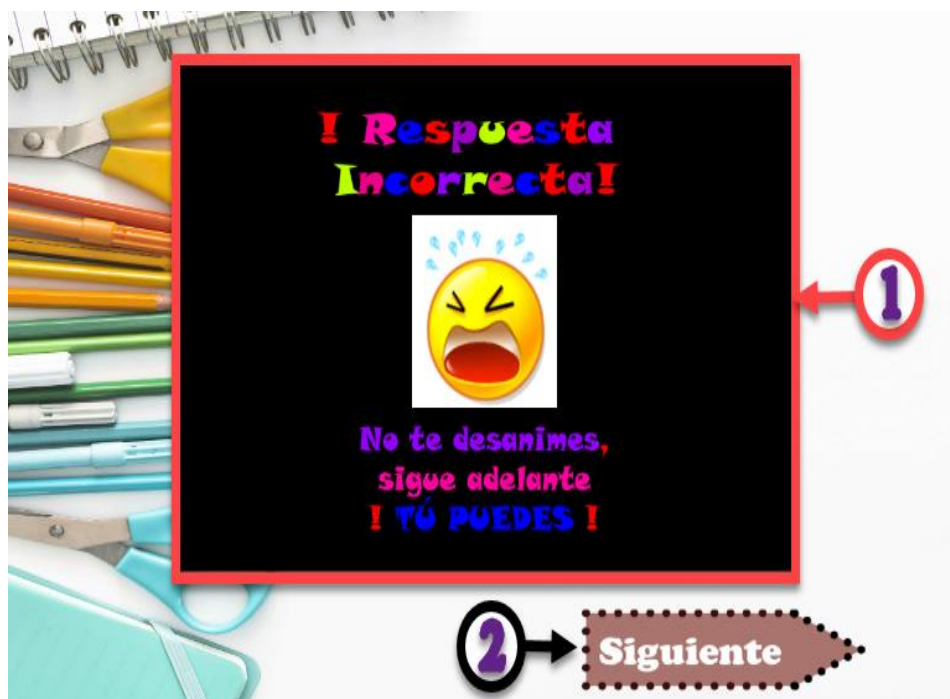 ! Respuesta
Incorrecta!
1
No te desanimes,
sigue adelante
! TÚ PUEDES !
2
Siguiente